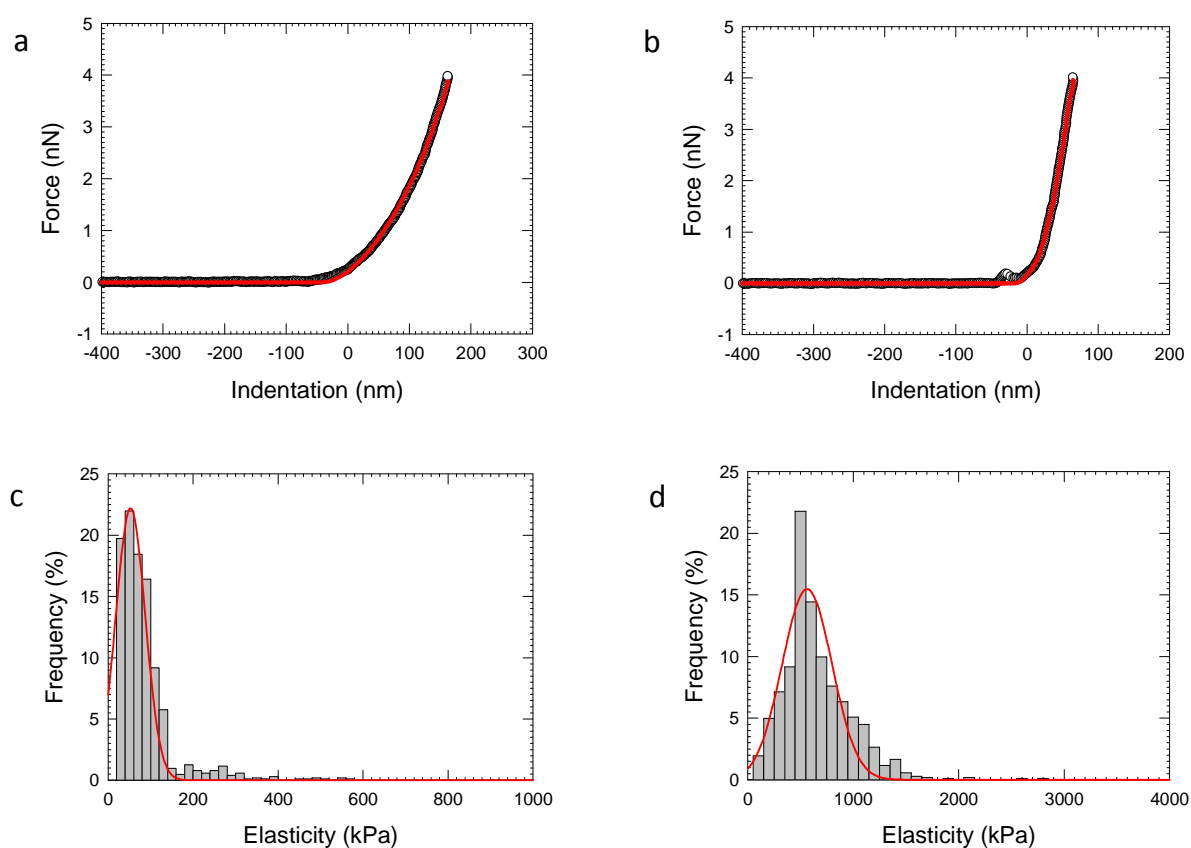 a
5
4
3
2
1
0
-1
Force (nN)
-400 -300 -200 -100 0 100 200 300
Indentation (nm)
b
5
4
3
2
1
0
-1
Force (nN)
-400 -300 -200 -100 0 100 200
Indentation (nm)
c
25
20
15
10
5
0
Frequency (%)
0 200 400 600 800 1000
Elasticity (kPa)
d
25
20
15
10
5
0
Frequency (%)
0 1000 2000 3000 4000
Elasticity (kPa)